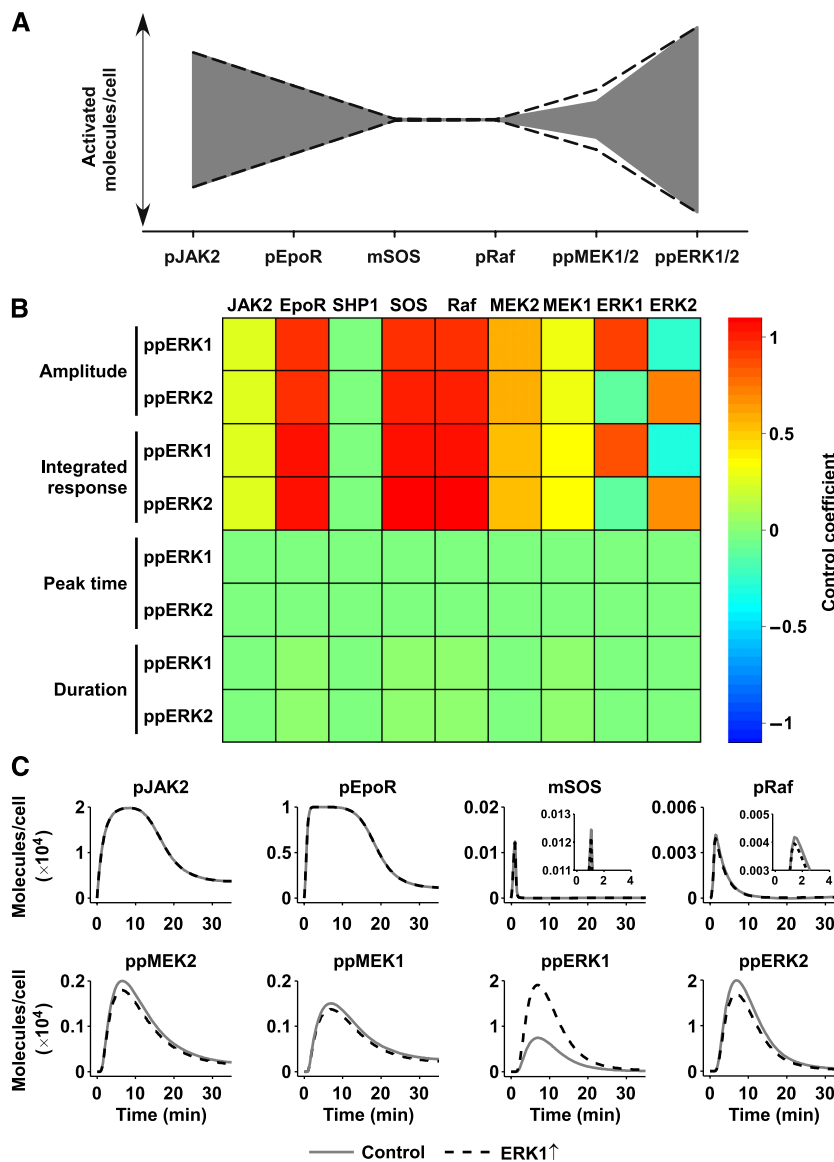 A
Activated
molecules/cell
pJAK2 pEpoR mSOS pRaf ppMEK1/2 ppERK1/2
B
JAK2 EpoR SHP1 SOS Raf MEK2 MEK1 ERK1 ERK2
Amplitude
ppERK1
ppERK2
Integrated
response
ppERK1
ppERK2
Peak time
ppERK1
ppERK2
Duration
ppERK1
ppERK2
1
0.5
0
−0.5
−1
Control coefficient
C
pJAK2 pEpoR mSOS pRaf
Molecules/cell
(×10⁴)
2
1
0
0 10 20 30
1
0.5
0
0 10 20 30
0.02
0.01
0
0 10 20 30
0.013
0.012
0.011
0 2 4
0.006
0.003
0
0 10 20 30
0.005
0.004
0.003
0 2 4
ppMEK2 ppMEK1 ppERK1 ppERK2
Molecules/cell
(×10⁴)
0.2
0.1
0
0 10 20 30
Time (min)
0.2
0.1
0
0 10 20 30
Time (min)
2
1
0
0 10 20 30
Time (min)
2
1
0
0 10 20 30
Time (min)
Control ERK1↑